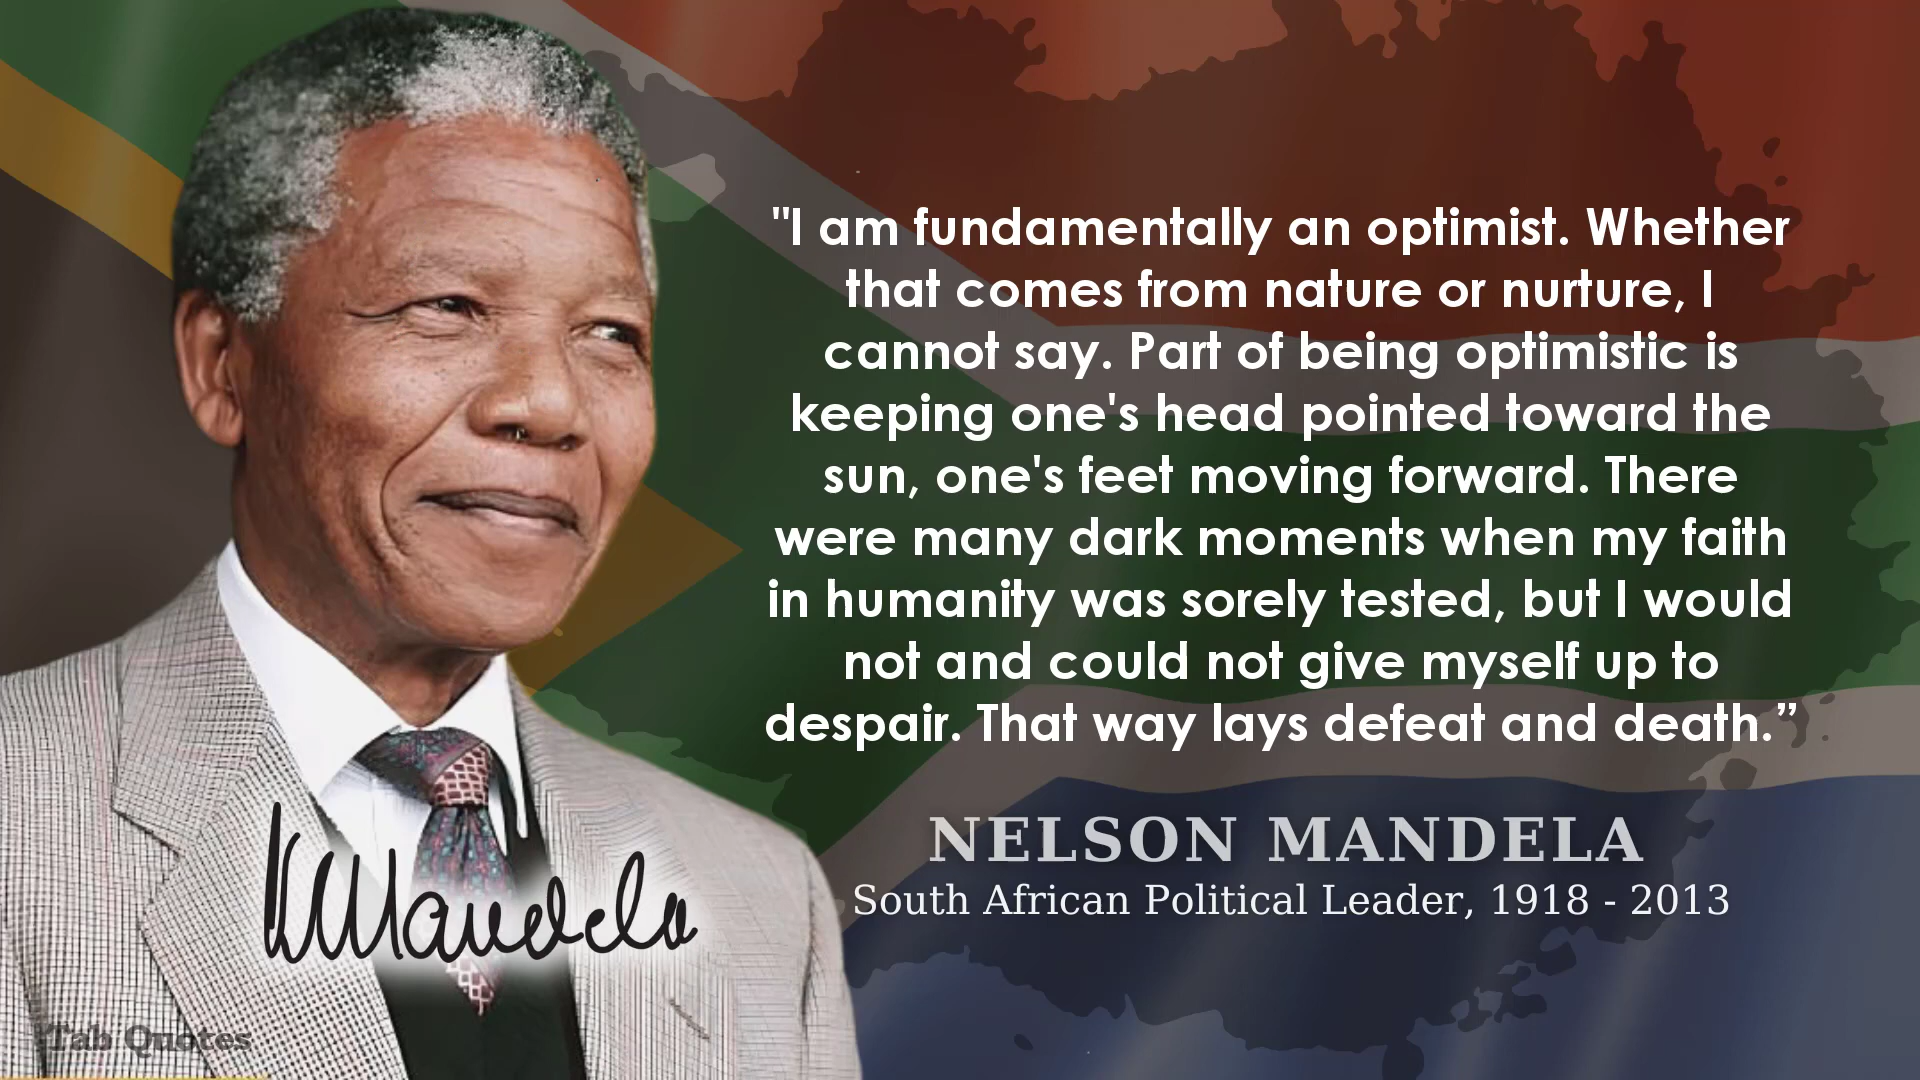 "I am fundamentally an optimist. Whether
that comes from nature or nurture, I
cannot say. Part of being optimistic is
keeping one's head pointed toward the
sun, one's feet moving forward. There
were many dark moments when my faith
in humanity was sorely tested, but I would
not and could not give myself up to
despair. That way lays defeat and death.”
NELSON MANDELA
South African Political Leader, 1918 - 2013
NMandela
Tab Quotes